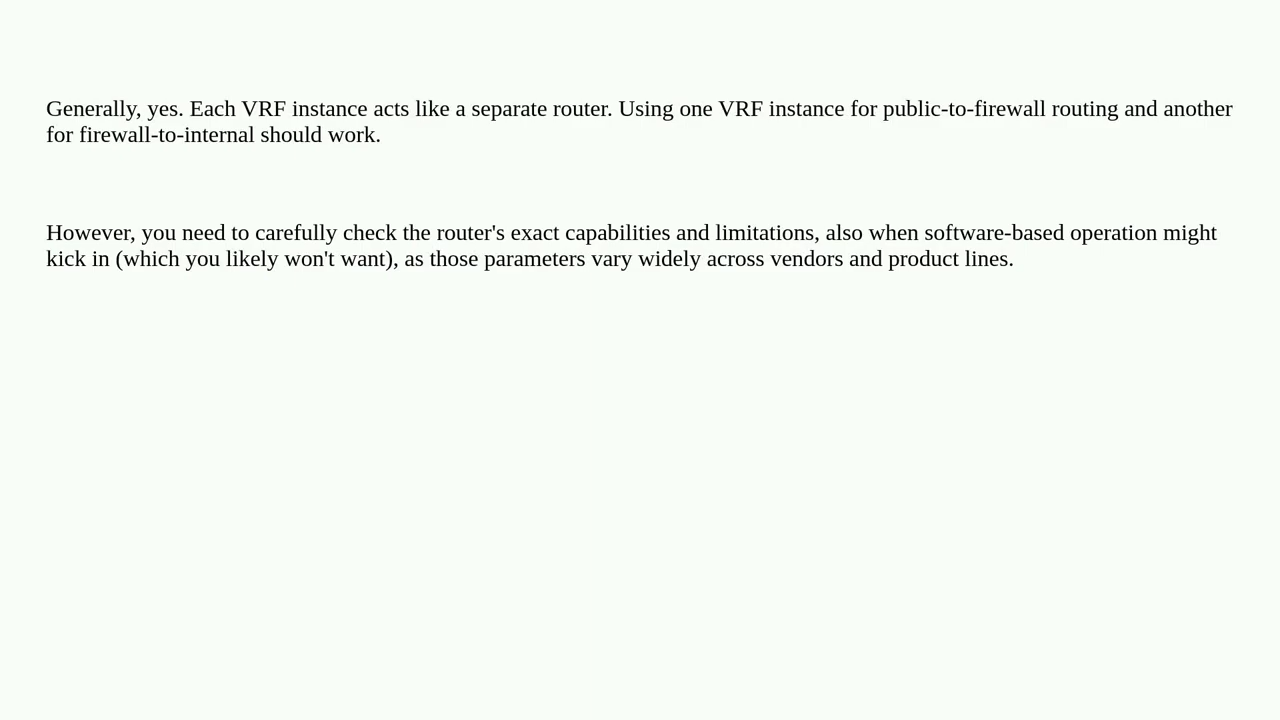 Generally, yes. Each VRF instance acts like a separate router. Using one VRF instance for public-to-firewall routing and another
for firewall-to-internal should work.
However, you need to carefully check the router's exact capabilities and limitations, also when software-based operation might
kick in (which you likely won't want), as those parameters vary widely across vendors and product lines.